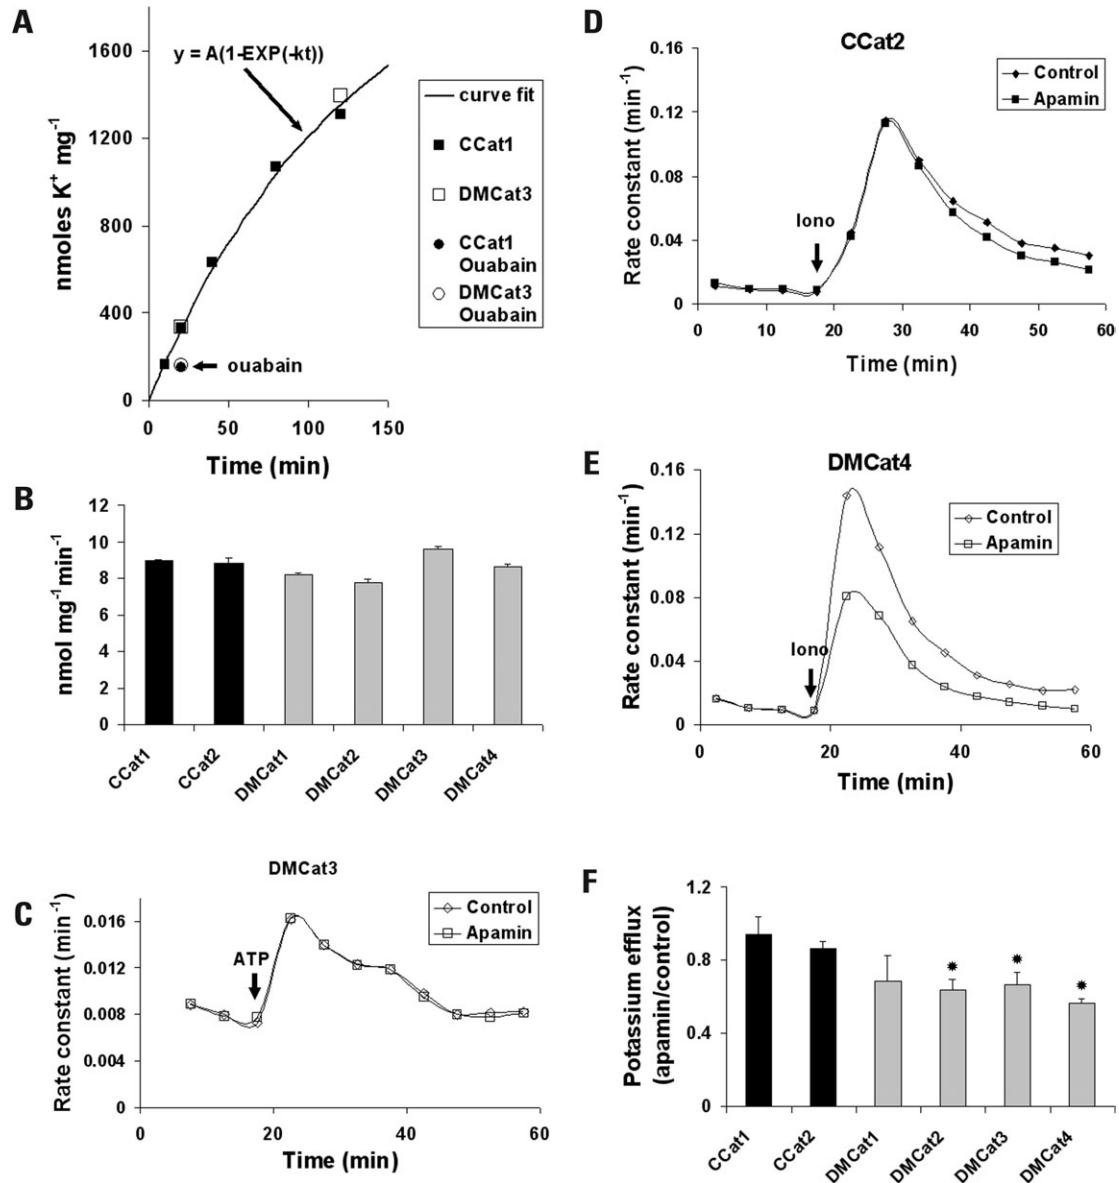 A
y = A(1-EXP(-kt))
nmoles K+ mg-1
1600
1200
800
400
0
0 50 100 150
Time (min)
curve fit
CCat1
DMCat3
CCat1
Ouabain
DMCat3
Ouabain
ouabain
B
nmol mg-1min-1
12
10
8
6
4
2
0
CCat1 CCat2 DMCat1 DMCat2 DMCat3 DMCat4
C
DMCat3
Rate constant (min-1)
0.016
0.012
0.008
0.004
0
0 20 40 60
Time (min)
ATP
Control
Apamin
D
CCat2
Rate constant (min-1)
0.16
0.12
0.08
0.04
0
0 10 20 30 40 50 60
Time (min)
Iono
Control
Apamin
E
DMCat4
Rate constant (min-1)
0.16
0.12
0.08
0.04
0
0 20 40 60
Time (min)
Iono
Control
Apamin
F
Potassium efflux
(apamin/control)
1.2
0.8
0.4
0
* * *
CCat1 CCat2 DMCat1 DMCat2 DMCat3 DMCat4